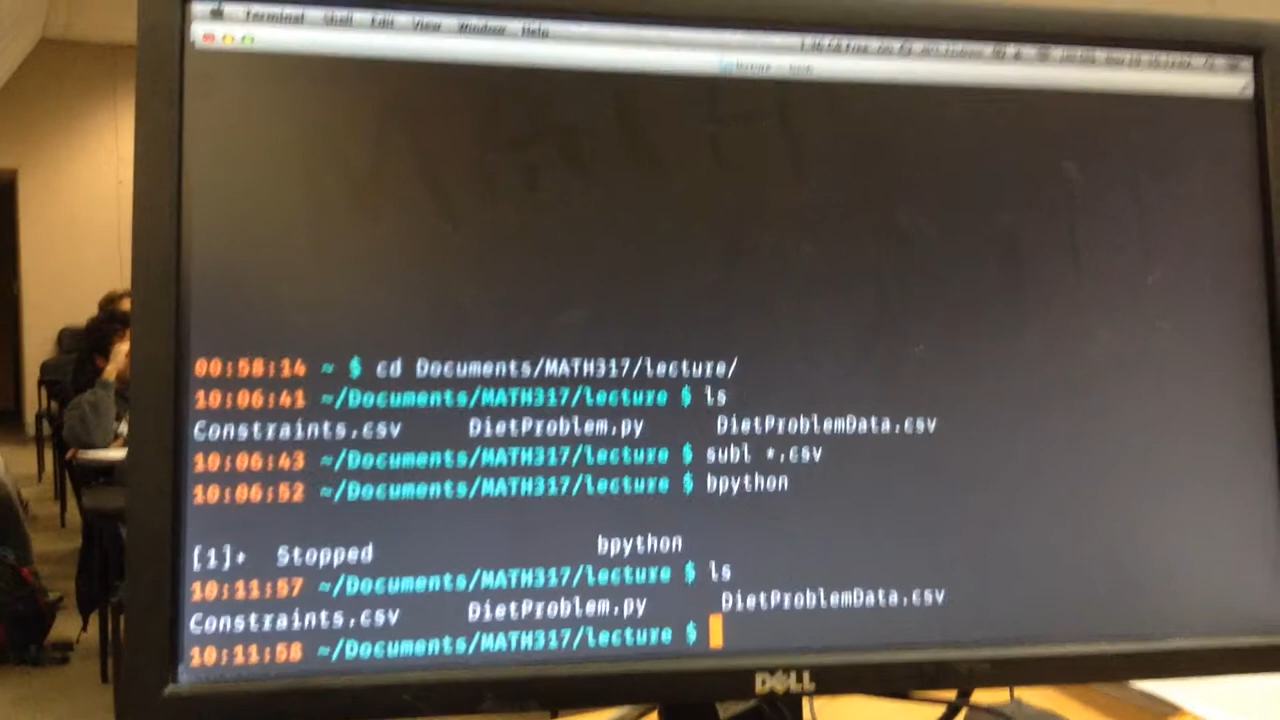 Terminal Shell Edit View Window Help
00:58:14 ~ $ cd Documents/MATH317/lecture/
10:06:41 ~/Documents/MATH317/lecture $ ls
Constraints.csv DietProblem.py DietProblemData.csv
10:06:43 ~/Documents/MATH317/lecture $ subl *.csv
10:06:52 ~/Documents/MATH317/lecture $ bpython
[1]+ Stopped bpython
10:11:57 ~/Documents/MATH317/lecture $ ls
Constraints.csv DietProblem.py DietProblemData.csv
10:11:58 ~/Documents/MATH317/lecture $
DELL